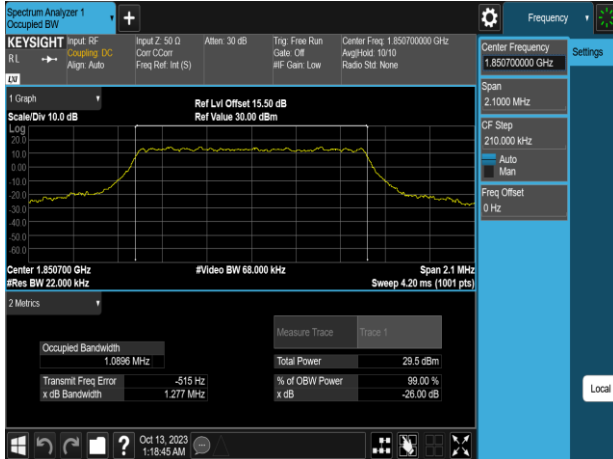 Spectrum Analyzer 1
Occupied BW
Frequency
KEYSIGHT
RL
Input: RF
Coupling: DC
Align: Auto
Input Z: 50 Ω
Corr CCorr
Freq Ref: Int (S)
Atten: 30 dB
Trig: Free Run
Gate: Off
#IF Gain: Low
Center Freq: 1.850700000 GHz
Avg|Hold: 10/10
Radio Std: None
LXI
1 Graph
Scale/Div 10.0 dB
Ref Lvl Offset 15.50 dB
Ref Value 30.00 dBm
Log
20.0
10.0
0.00
-10.0
-20.0
-30.0
-40.0
-50.0
-60.0
Center 1.850700 GHz
#Res BW 22.000 kHz
#Video BW 68.000 kHz
Span 2.1 MHz
Sweep 4.20 ms (1001 pts)
2 Metrics
Measure Trace
Trace 1
Occupied Bandwidth
1.0896 MHz
Total Power
29.5 dBm
Transmit Freq Error
-515 Hz
% of OBW Power
99.00 %
x dB Bandwidth
1.277 MHz
x dB
-26.00 dB
Center Frequency
1.850700000 GHz
Settings
Span
2.1000 MHz
CF Step
210.000 kHz
Auto
Man
Freq Offset
0 Hz
Local
Oct 13, 2023
1:18:45 AM